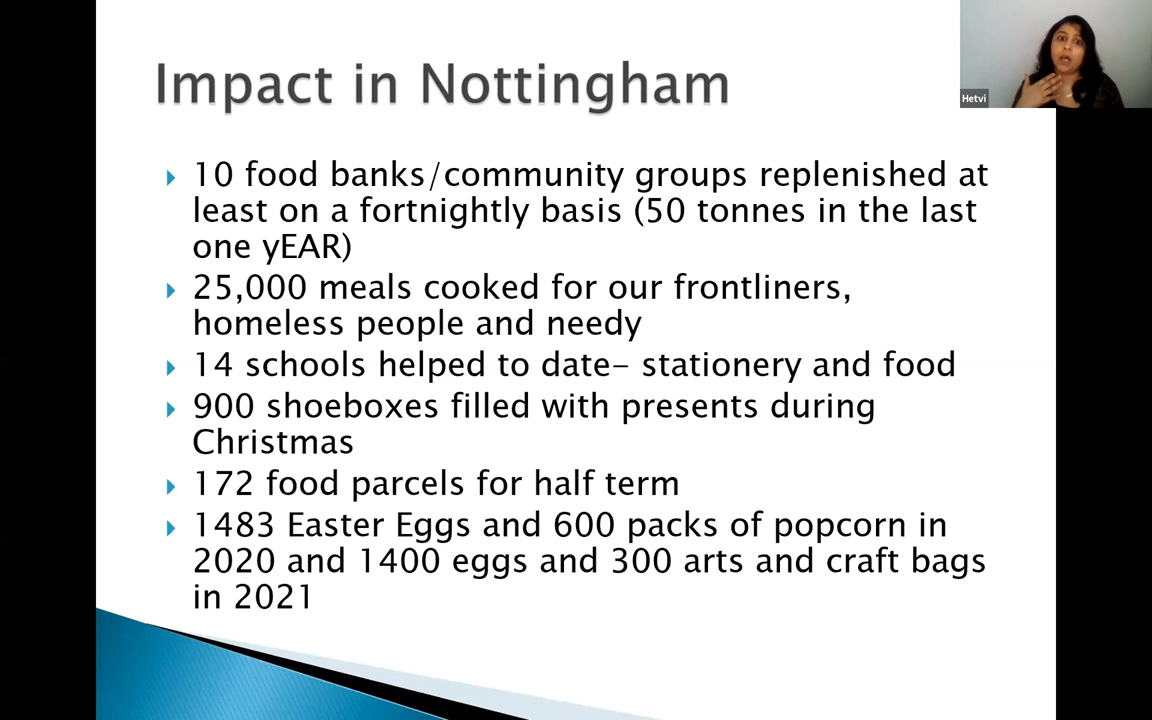 Impact in Nottingham
Hetvi
10 food banks/community groups replenished at
least on a fortnightly basis (50 tonnes in the last
one yEAR)
25,000 meals cooked for our frontliners,
homeless people and needy
14 schools helped to date- stationery and food
900 shoeboxes filled with presents during
Christmas
172 food parcels for half term
1483 Easter Eggs and 600 packs of popcorn in
2020 and 1400 eggs and 300 arts and craft bags
in 2021